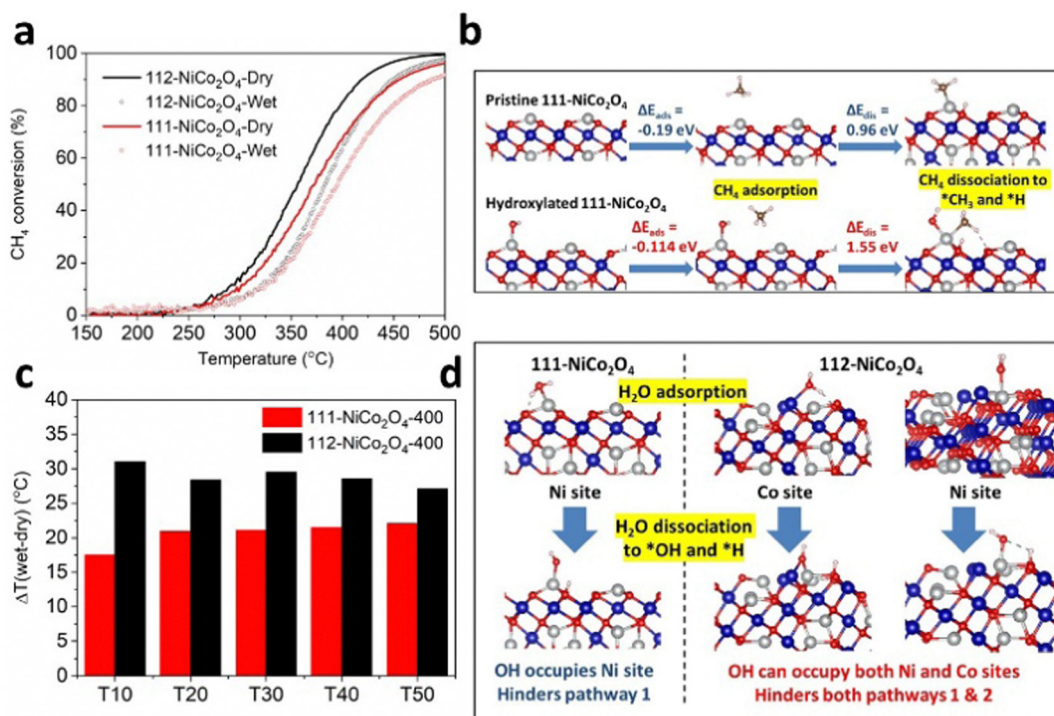 a
CH₄ conversion (%)
100
80
60
40
20
0
112-NiCo₂O₄-Dry
112-NiCo₂O₄-Wet
111-NiCo₂O₄-Dry
111-NiCo₂O₄-Wet
150 200 250 300 350 400 450 500
Temperature (°C)
b
Pristine 111-NiCo₂O₄
ΔE_ads =
-0.19 eV
ΔE_dis =
0.96 eV
CH₄ adsorption
CH₄ dissociation to
*CH₃ and *H
Hydroxylated 111-NiCo₂O₄
ΔE_ads =
-0.114 eV
ΔE_dis =
1.55 eV
c
ΔT(wet-dry) (°C)
40
35
30
25
20
15
10
5
0
111-NiCo₂O₄-400
112-NiCo₂O₄-400
T10 T20 T30 T40 T50
d
111-NiCo₂O₄
112-NiCo₂O₄
H₂O adsorption
Ni site
Co site
Ni site
H₂O dissociation
to *OH and *H
OH occupies Ni site
Hinders pathway 1
OH can occupy both Ni and Co sites
Hinders both pathways 1 & 2